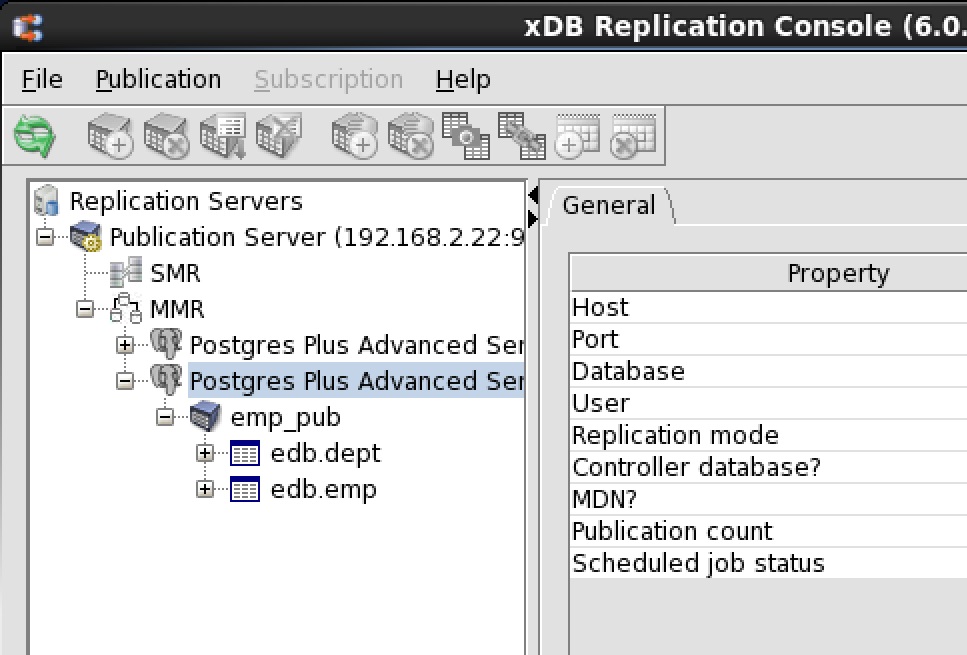 xDB Replication Console (6.0.
File Publication Subscription Help
Replication Servers
Publication Server (192.168.2.22:9
SMR
MMR
Postgres Plus Advanced Ser
Postgres Plus Advanced Ser
emp_pub
edb.dept
edb.emp
General
Property
Host
Port
Database
User
Replication mode
Controller database?
MDN?
Publication count
Scheduled job status